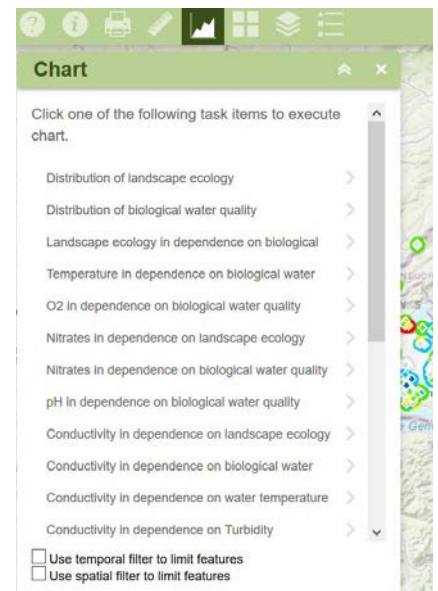 Chart
Click one of the following task items to execute
chart.
Distribution of landscape ecology
Distribution of biological water quality
Landscape ecology in dependence on biological
Temperature in dependence on biological water
O2 in dependence on biological water quality
Nitrates in dependence on landscape ecology
Nitrates in dependence on biological water quality
pH in dependence on biological water quality
Conductivity in dependence on landscape ecology
Conductivity in dependence on biological water
Conductivity in dependence on water temperature
Conductivity in dependence on Turbidity
Use temporal filter to limit features
Use spatial filter to limit features